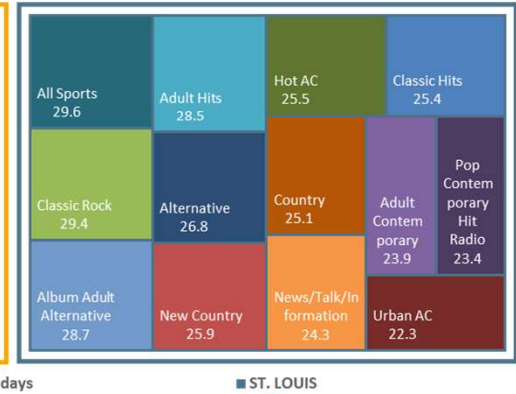 All Sports
29.6
Adult Hits
28.5
Hot AC
25.5
Classic Hits
25.4
Classic Rock
29.4
Alternative
26.8
Country
25.1
Adult
Contem
porary
23.9
Pop
Contem
porary
Hit
Radio
23.4
Album Adult
Alternative
28.7
New Country
25.9
News/Talk/In
formation
24.3
Urban AC
22.3
days
ST. LOUIS